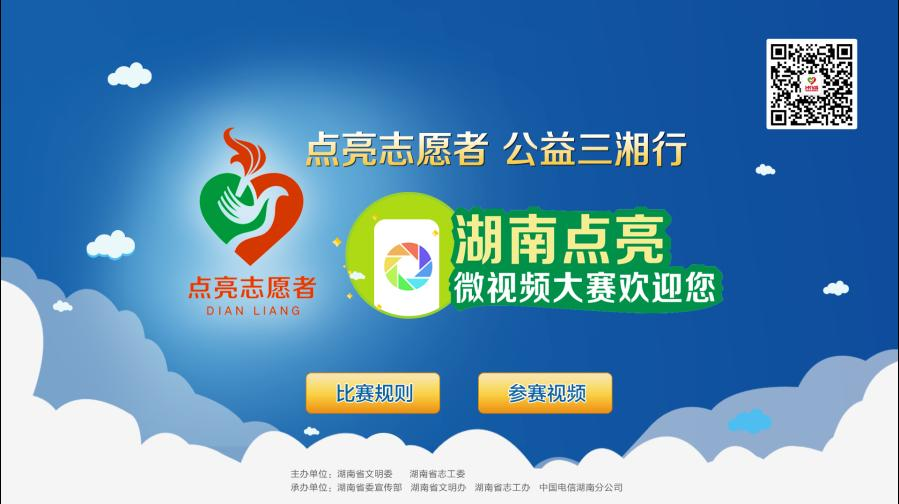 点亮志愿者 公益三湘行
湖南点亮
微视频大赛欢迎您
点亮志愿者
DIAN LIANG
比赛规则
参赛视频
主办单位：湖南省文明委 湖南省志工委
承办单位：湖南省委宣传部 湖南省文明办 湖南省志工办 中国电信湖南分公司